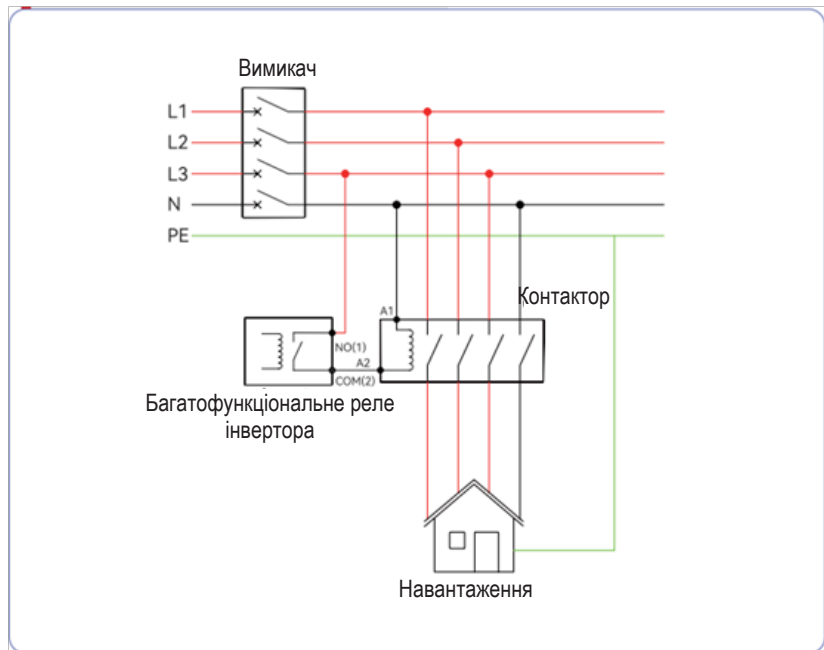 Вимикач
L1
L2
L3
N
PE
Контактор
A1
NO(1)
A2
COM(2)
Багатофункціональне реле
інвертора
Навантаження